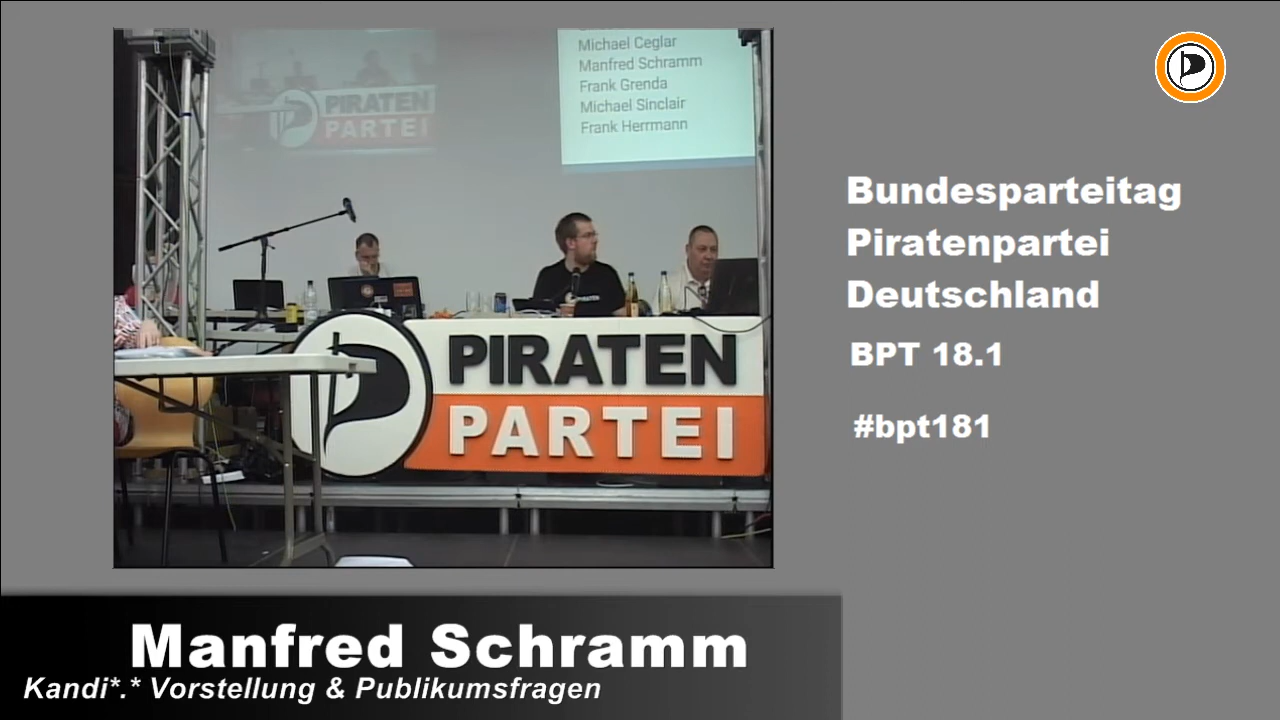 Michael Ceglar
Manfred Schramm
Frank Grenda
Michael Sinclair
Frank Herrmann
PIRATEN
PARTEI
PIRATEN
PIRATEN
PARTEI
Bundesparteitag
Piratenpartei
Deutschland
BPT 18.1
#bpt181
Manfred Schramm
Kandi*.* Vorstellung & Publikumsfragen